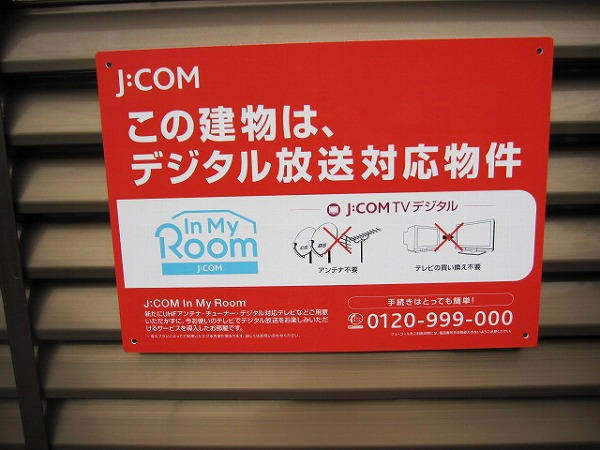 J:COM
この建物は、
デジタル放送対応物件
In My
Room
J:COM
J:COM TV デジタル
アンテナ不要
テレビの買い換え不要
J:COM In My Room
新たにUHFアンテナ・チューナー・デジタル対応テレビなどご用意
いただかずに、今お使いのテレビでデジタル放送をお楽しみいただ
けるサービスを導入したお部屋です。
手続きはとっても簡単!
0120-999-000